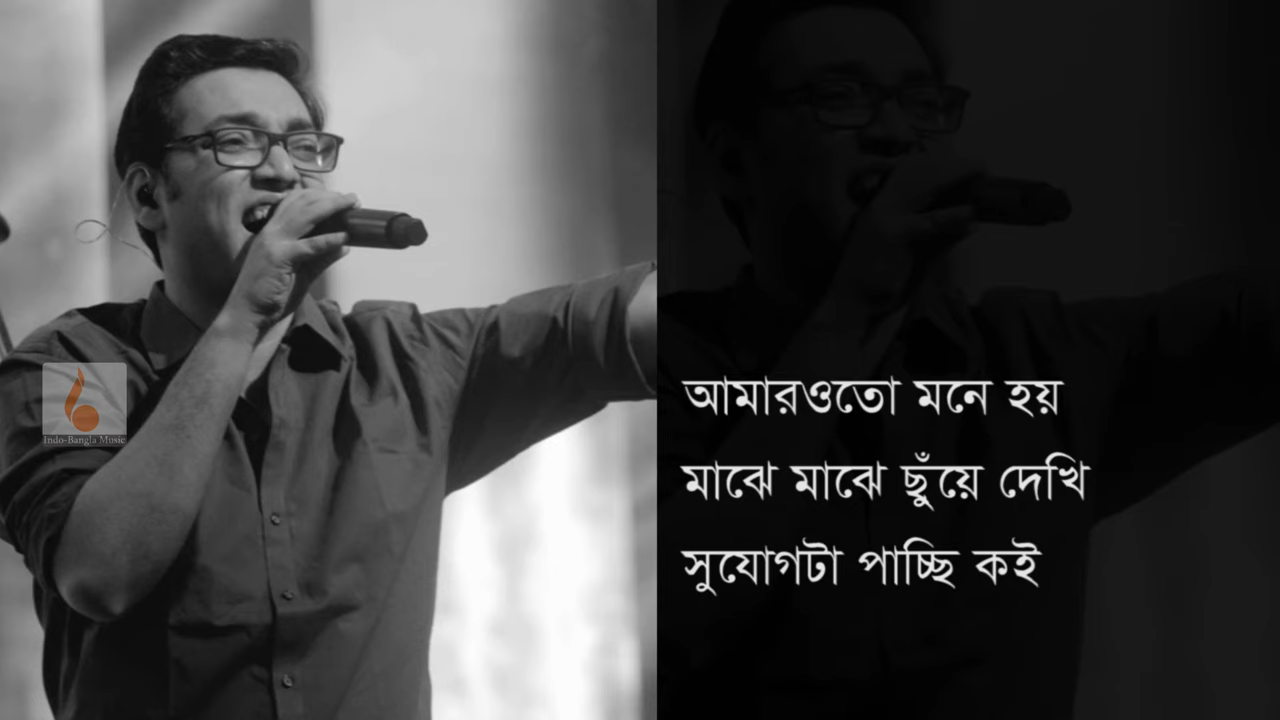 Indo-Bangla Music
আমারওতো মনে হয়
মাঝে মাঝে ছুঁয়ে দেখি
সুযোগটা পাচ্ছি কই